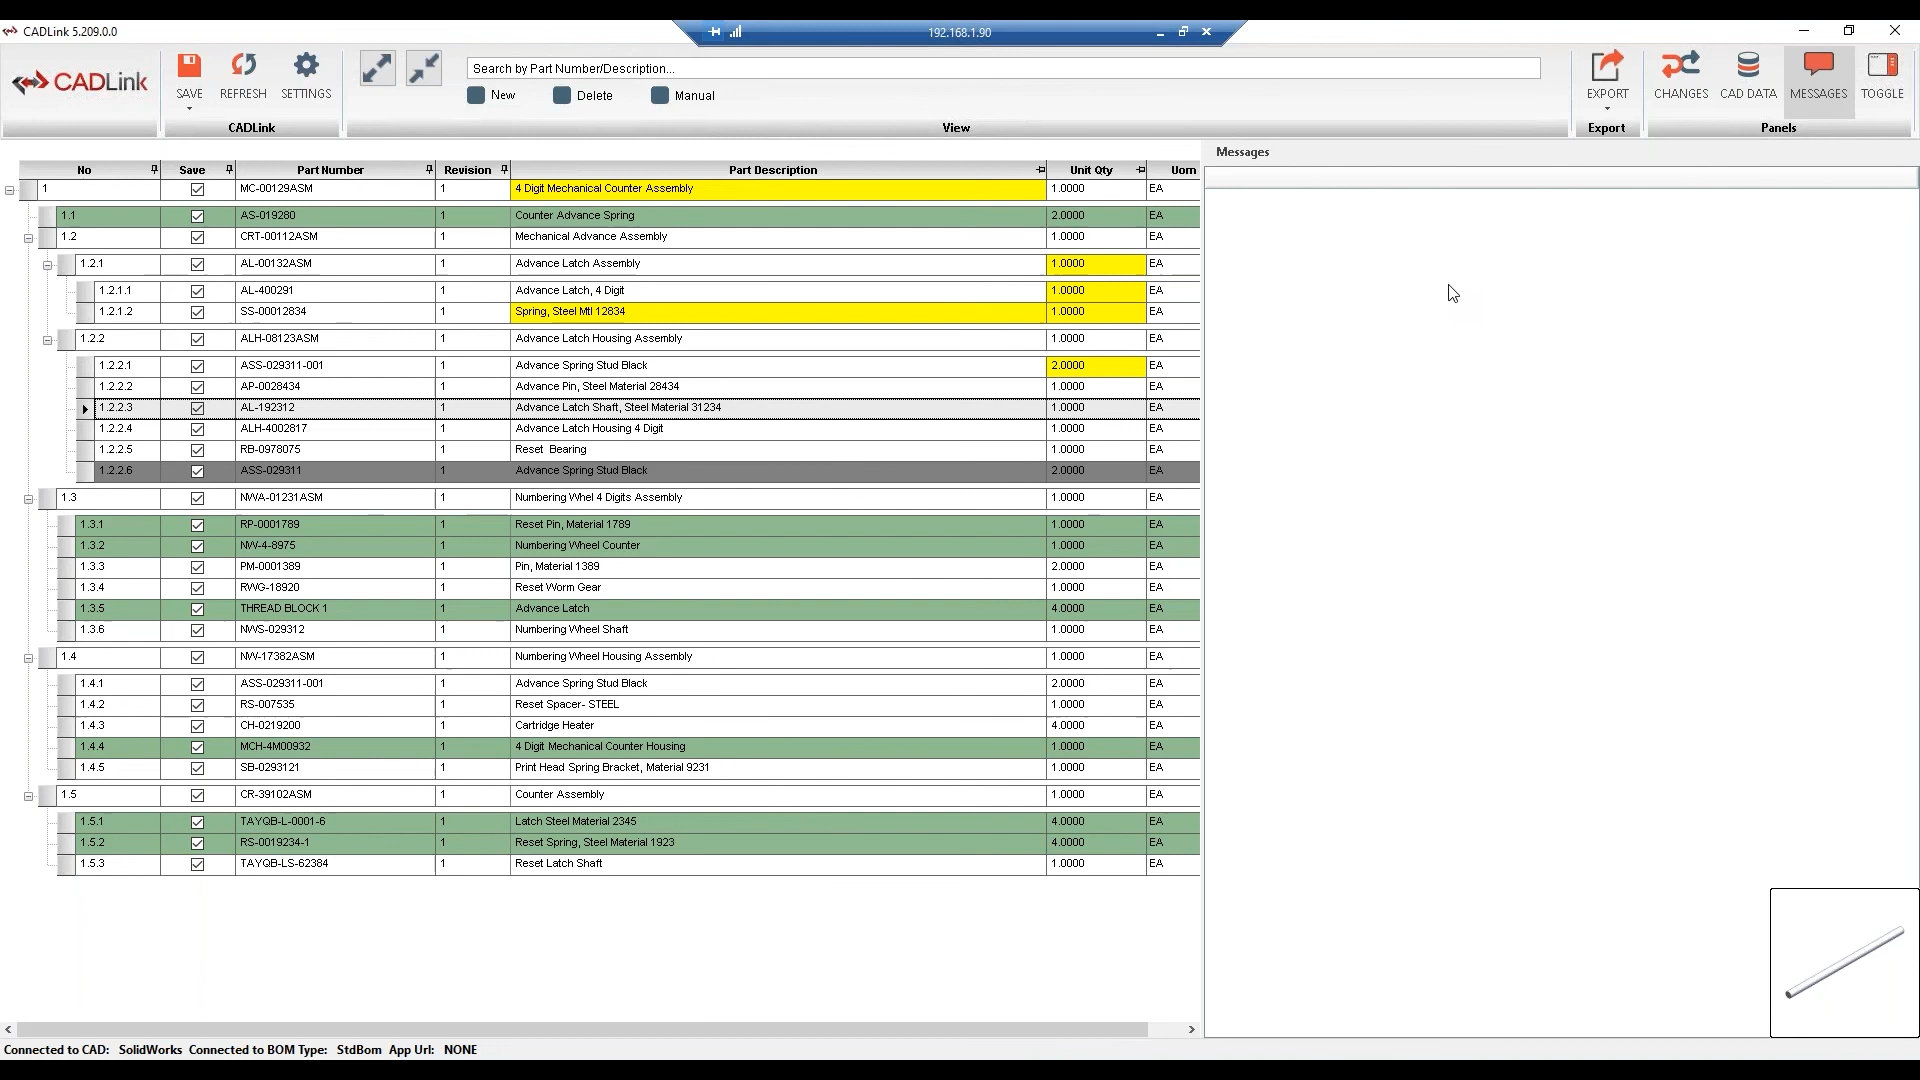 CADLink 5.209.0.0
192.168.1.90
CADLink
SAVE
REFRESH
SETTINGS
CADLink
Search by Part Number/Description...
New Delete Manual
View
EXPORT
Export
CHANGES CAD DATA MESSAGES TOGGLE
Panels
Messages
No Save Part Number Revision Part Description Unit Qty Uom
1 MC-00129ASM 1 4 Digit Mechanical Counter Assembly 1.0000 EA
1.1 AS-019280 1 Counter Advance Spring 2.0000 EA
1.2 CRT-00112ASM 1 Mechanical Advance Assembly 1.0000 EA
1.2.1 AL-00132ASM 1 Advance Latch Assembly 1.0000 EA
1.2.1.1 AL-400291 1 Advance Latch, 4 Digit 1.0000 EA
1.2.1.2 SS-00012834 1 Spring, Steel Mtl 12834 1.0000 EA
1.2.2 ALH-08123ASM 1 Advance Latch Housing Assembly 1.0000 EA
1.2.2.1 ASS-029311-001 1 Advance Spring Stud Black 2.0000 EA
1.2.2.2 AP-0028434 1 Advance Pin, Steel Material 28434 1.0000 EA
1.2.2.3 AL-192312 1 Advance Latch Shaft, Steel Material 31234 1.0000 EA
1.2.2.4 ALH-4002817 1 Advance Latch Housing 4 Digit 1.0000 EA
1.2.2.5 RB-0978075 1 Reset Bearing 1.0000 EA
1.2.2.6 ASS-029311 1 Advance Spring Stud Black 2.0000 EA
1.3 NWA-01231ASM 1 Numbering Whel 4 Digits Assembly 1.0000 EA
1.3.1 RP-0001789 1 Reset Pin, Material 1789 1.0000 EA
1.3.2 NW-4-8975 1 Numbering Wheel Counter 1.0000 EA
1.3.3 PM-0001389 1 Pin, Material 1389 2.0000 EA
1.3.4 RWG-18920 1 Reset Worm Gear 1.0000 EA
1.3.5 THREAD BLOCK 1 1 Advance Latch 4.0000 EA
1.3.6 NWS-029312 1 Numbering Wheel Shaft 1.0000 EA
1.4 NW-17382ASM 1 Numbering Wheel Housing Assembly 1.0000 EA
1.4.1 ASS-029311-001 1 Advance Spring Stud Black 2.0000 EA
1.4.2 RS-007535 1 Reset Spacer- STEEL 1.0000 EA
1.4.3 CH-0219200 1 Cartridge Heater 4.0000 EA
1.4.4 MCH-4M00932 1 4 Digit Mechanical Counter Housing 1.0000 EA
1.4.5 SB-0293121 1 Print Head Spring Bracket, Material 9231 1.0000 EA
1.5 CR-39102ASM 1 Counter Assembly 1.0000 EA
1.5.1 TAYQB-L-0001-6 1 Latch Steel Material 2345 4.0000 EA
1.5.2 RS-0019234-1 1 Reset Spring, Steel Material 1923 4.0000 EA
1.5.3 TAYQB-LS-62384 1 Reset Latch Shaft 1.0000 EA
Connected to CAD: SolidWorks Connected to BOM Type: StdBom App Url: NONE